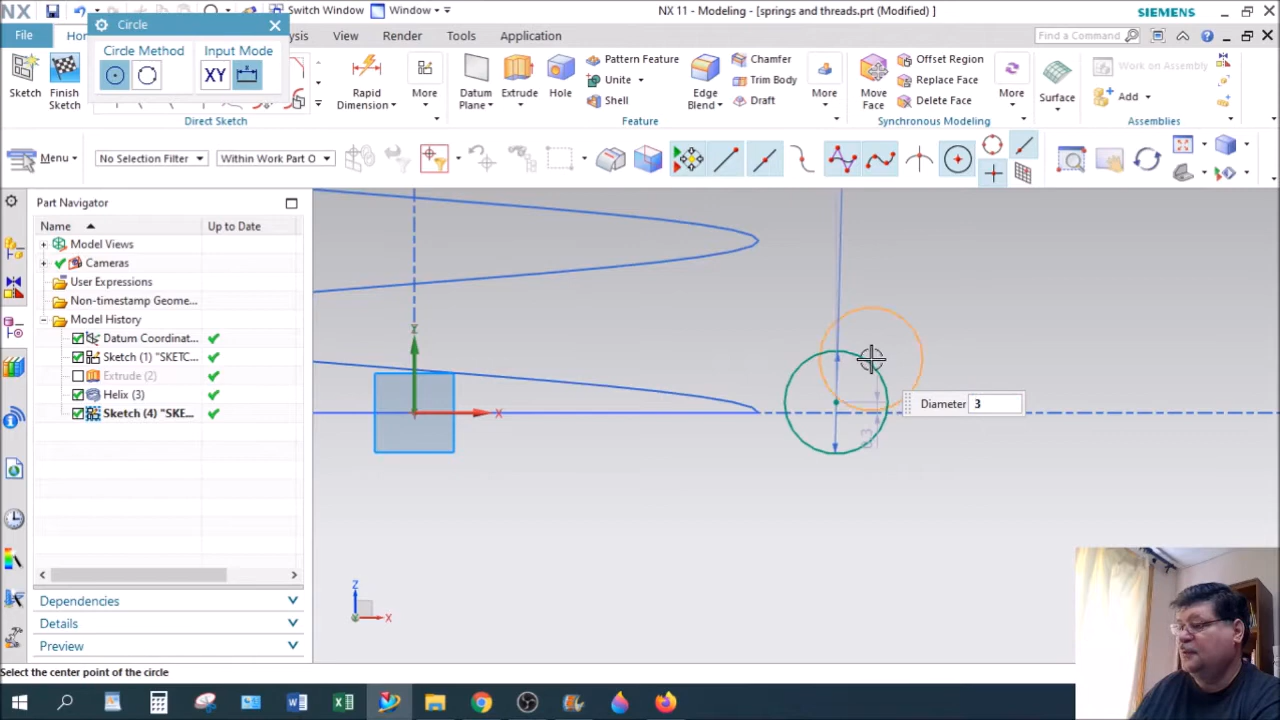 NX
Switch Window
Window
NX 11 - Modeling - [springs and threads.prt (Modified) ]
SIEMENS
Circle
File
View
Render
Tools
Application
Find a Command
Circle Method
Input Mode
XY
Sketch
Finish Sketch
Direct Sketch
Rapid Dimension
More
Datum Plane
Extrude
Hole
Pattern Feature
Unite
Shell
Edge Blend
Chamfer
Trim Body
Draft
More
Feature
Move Face
Offset Region
Replace Face
Delete Face
More
Synchronous Modeling
Surface
Work on Assembly
Add
Assemblies
Menu
No Selection Filter
Within Work Part O
Part Navigator
Name
Up to Date
Model Views
Cameras
User Expressions
Non-timestamp Geome...
Model History
Datum Coordinat...
Sketch (1) "SKETC...
Extrude (2)
Helix (3)
Sketch (4) "SKE...
Dependencies
Details
Preview
X
Diameter 3
Z
X
Select the center point of the circle